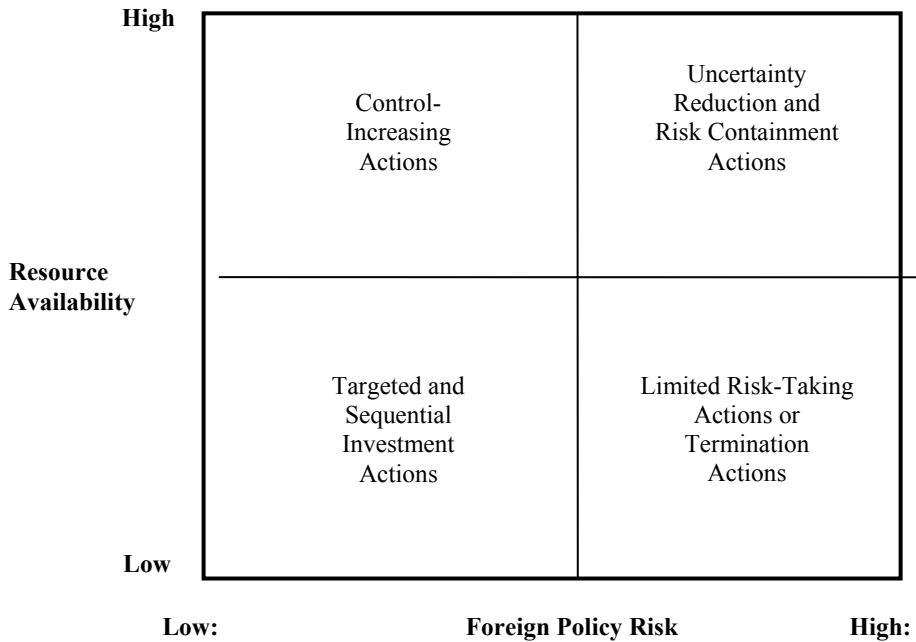 High
Control-
Increasing
Actions
Uncertainty
Reduction and
Risk Containment
Actions
Resource
Availability
Targeted and
Sequential
Investment
Actions
Limited Risk-Taking
Actions or
Termination
Actions
Low
Low:
Foreign Policy Risk
High: